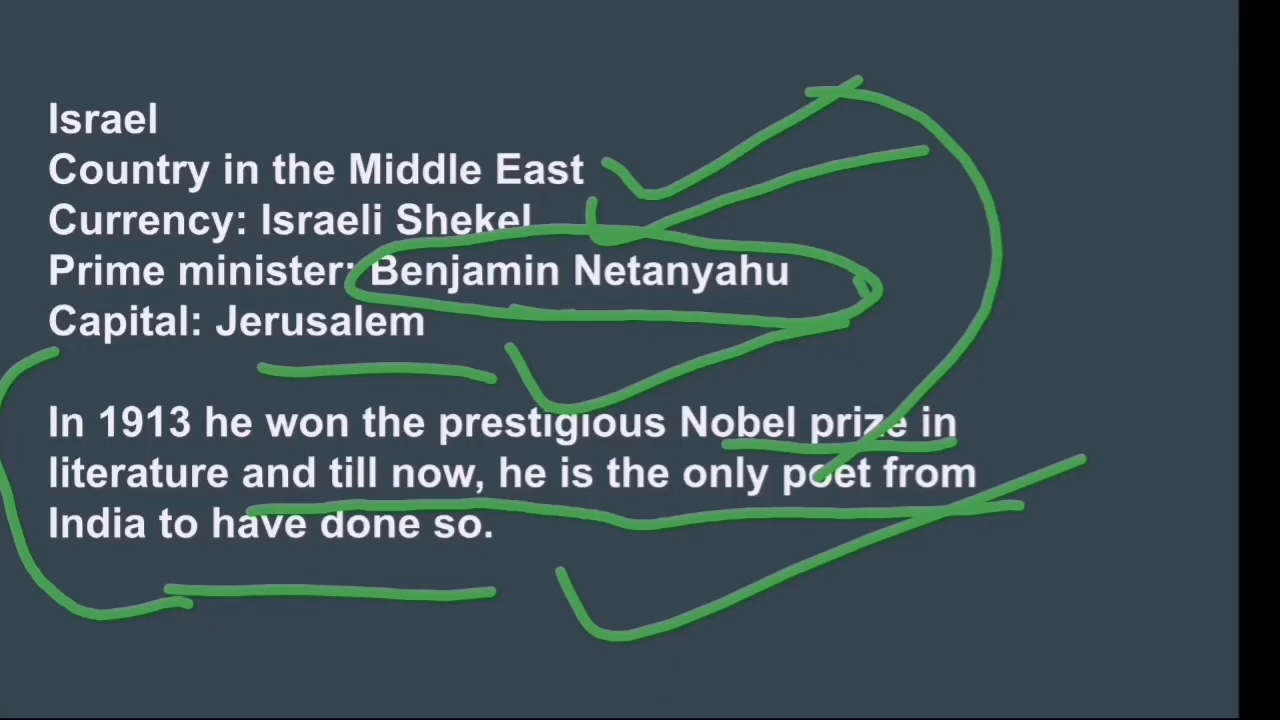 Israel
Country in the Middle East
Currency: Israeli Shekel
Prime minister: Benjamin Netanyahu
Capital: Jerusalem
In 1913 he won the prestigious Nobel prize in
literature and till now, he is the only poet from
India to have done so.